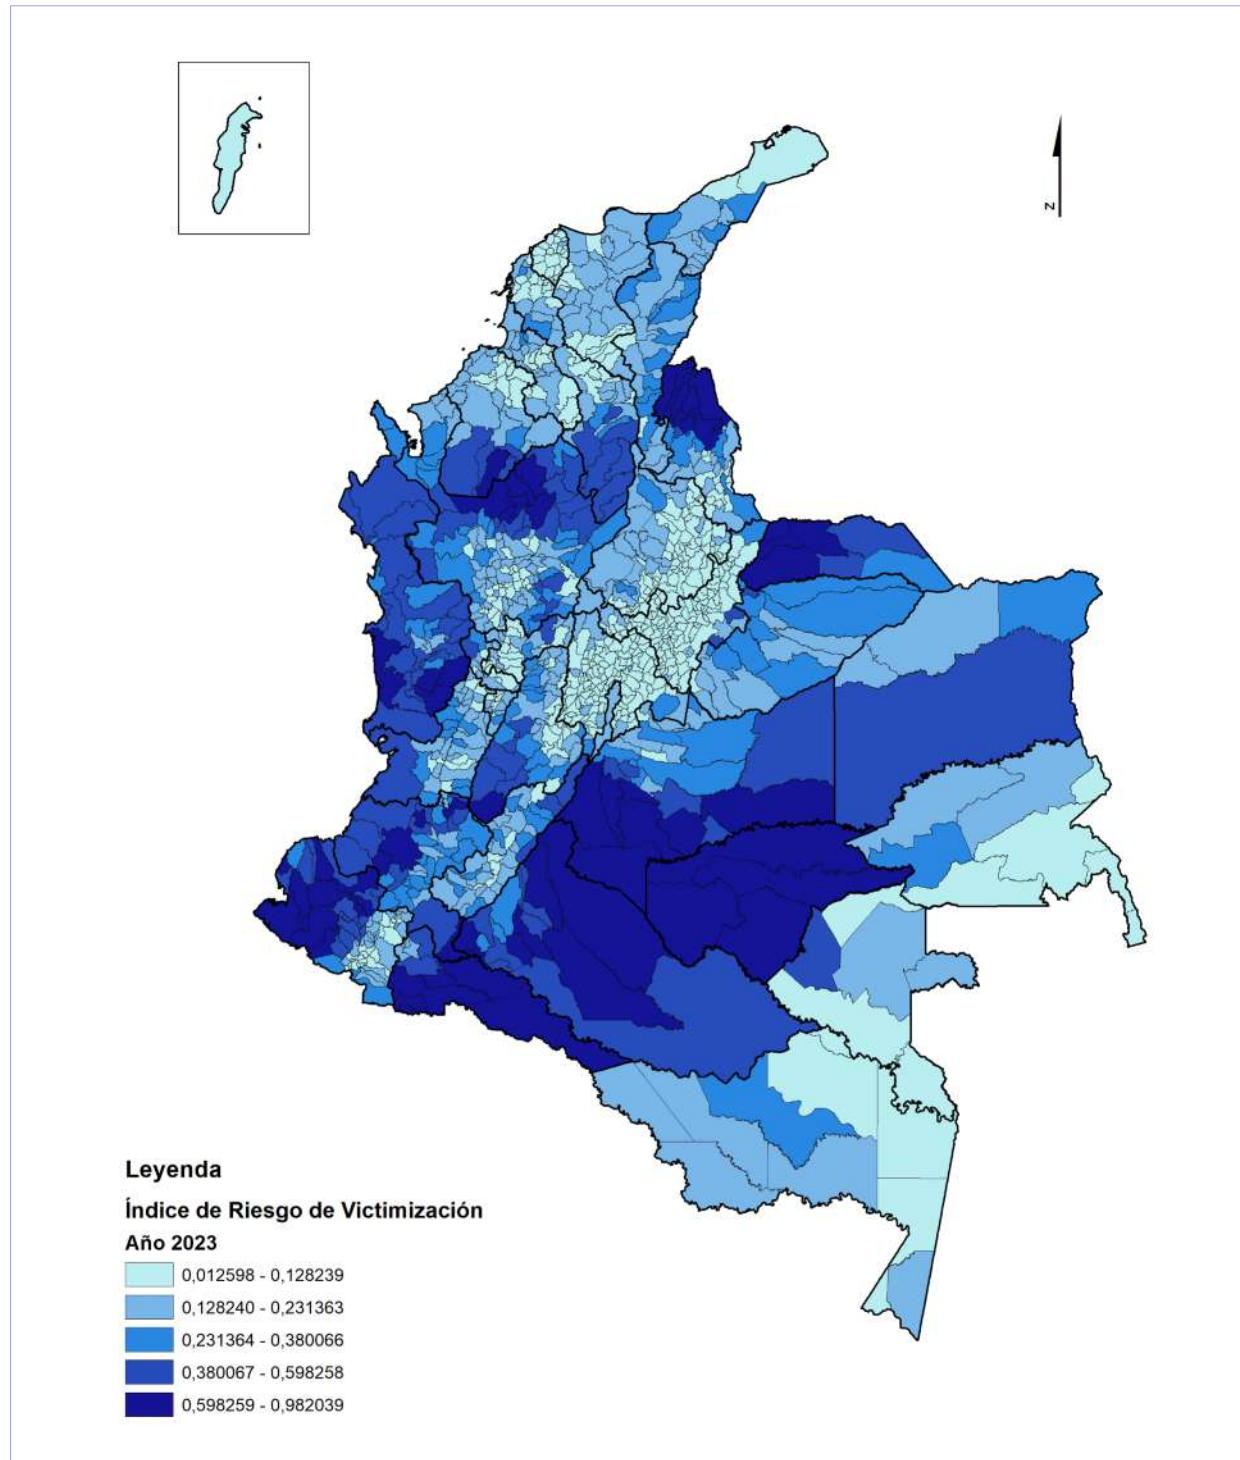 N
Leyenda
Índice de Riesgo de Victimización
Año 2023
0,012598 - 0,128239
0,128240 - 0,231363
0,231364 - 0,380066
0,380067 - 0,598258
0,598259 - 0,982039